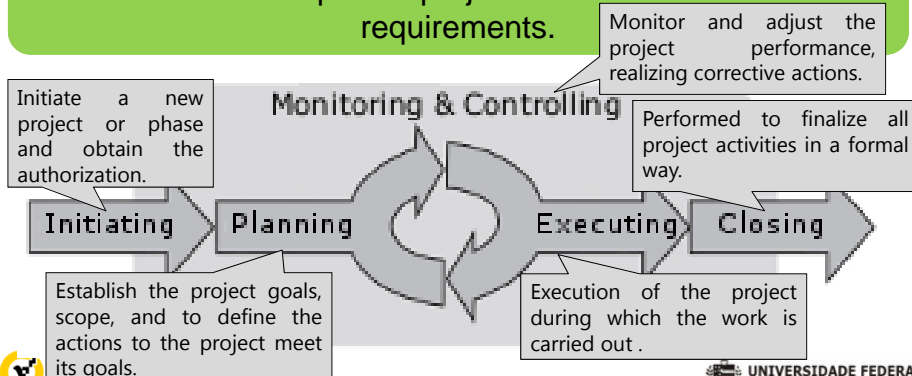 requirements.
Monitor and adjust the
project performance,
realizing corrective actions.
Initiate a new
project or phase
and obtain the
authorization.
Monitoring & Controlling
Performed to finalize all
project activities in a formal
way.
Initiating
Planning
Executing
Closing
Establish the project goals,
scope, and to define the
actions to the project meet
its goals.
Execution of the project
during which the work is
carried out .
UNIVERSIDADE FEDERA